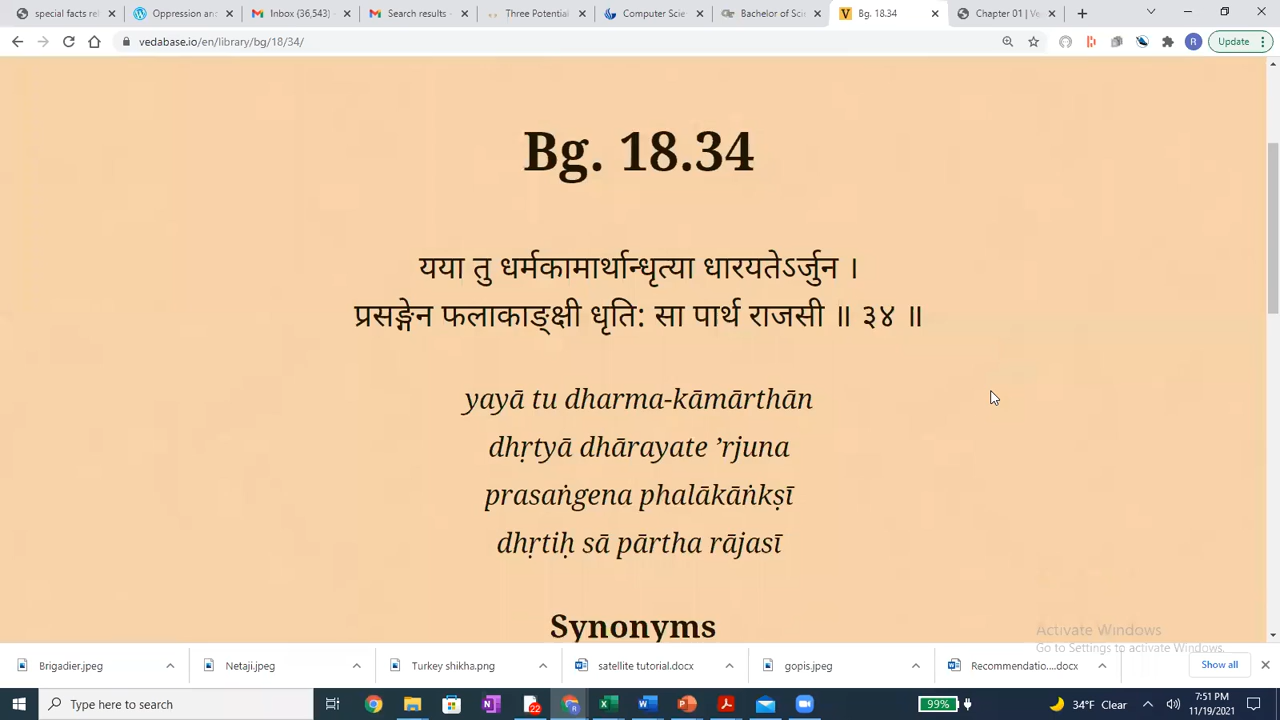 special facts rel
Oppression an
Inbox (36,543)
Search results -
Three Potential
Computer Scie
Bachelor of Sci
Bg. 18.34
Chapter 01 | Ve
vedabase.io/en/library/bg/18/34/
R
Update
Bg. 18.34
यया तु धर्मकामार्थान्धृत्या धारयतेऽर्जुन ।
प्रसङ्गेन फलाकाङ्क्षी धृति: सा पार्थ राजसी ॥ ३४ ॥
yayā tu dharma-kāmārthān
dhṛtyā dhārayate ’rjuna
prasaṅgena phalākāṅkṣī
dhṛtiḥ sā pārtha rājasī
Synonyms
Activate Windows
Go to Settings to activate Windows.
Brigadier.jpeg
Netaji.jpeg
Turkey shikha.png
satellite tutorial.docx
gopis.jpeg
Recommendatio....docx
Show all
Type here to search
22
99%
34°F Clear
7:51 PM
11/19/2021